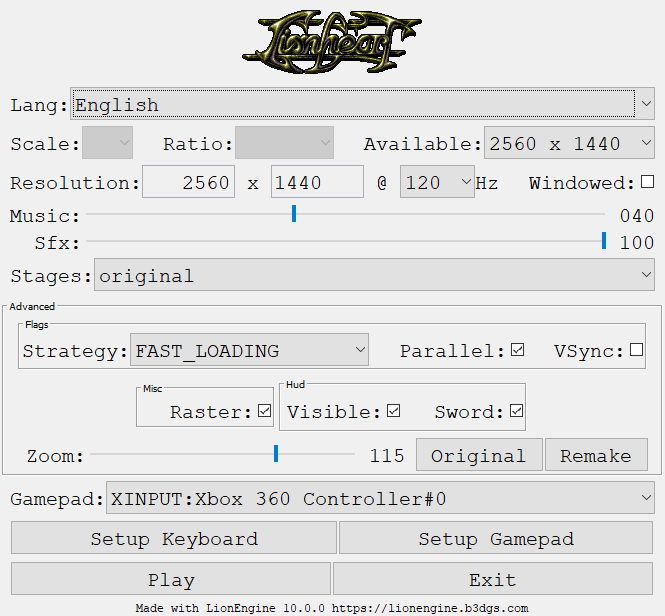 Lionheart
Lang: English
Scale: Ratio: Available: 2560 x 1440
Resolution: 2560 x 1440 @ 120 Hz Windowed:
Music: 040
Sfx: 100
Stages: original
Advanced
Flags
Strategy: FAST_LOADING Parallel: VSync:
Misc Hud
Raster: Visible: Sword:
Zoom: 115 Original Remake
Gamepad: XINPUT:Xbox 360 Controller#0
Setup Keyboard Setup Gamepad
Play Exit
Made with LionEngine 10.0.0 https://lionengine.b3dgs.com